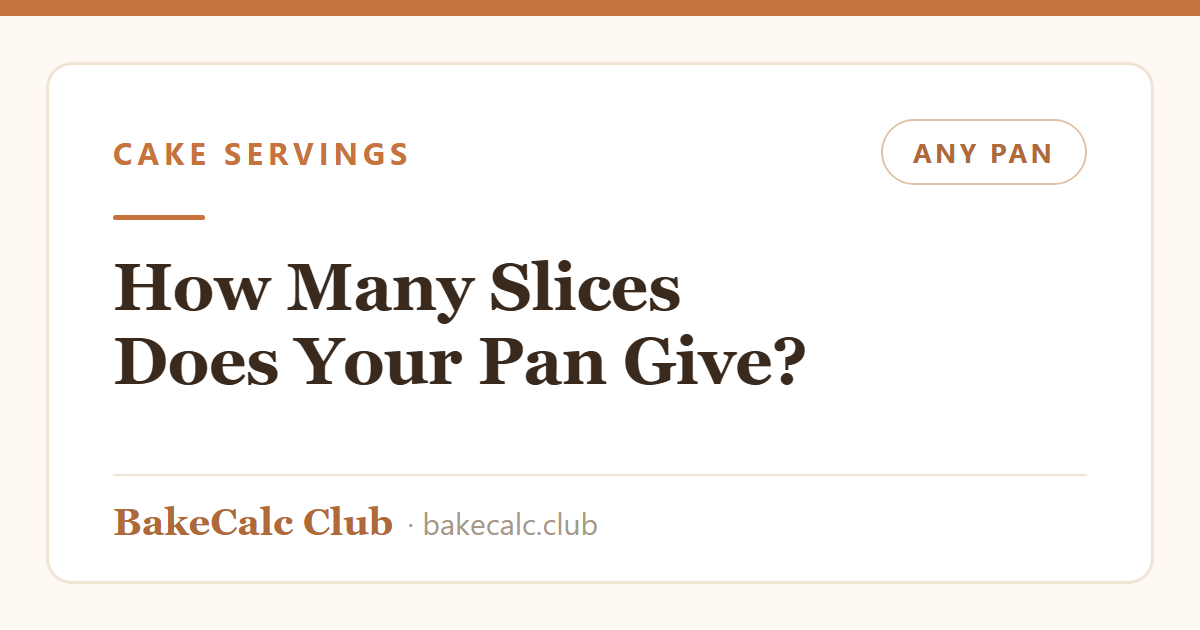 CAKE SERVINGS
ANY PAN
How Many Slices
Does Your Pan Give?
BakeCalc Club · bakecalc.club